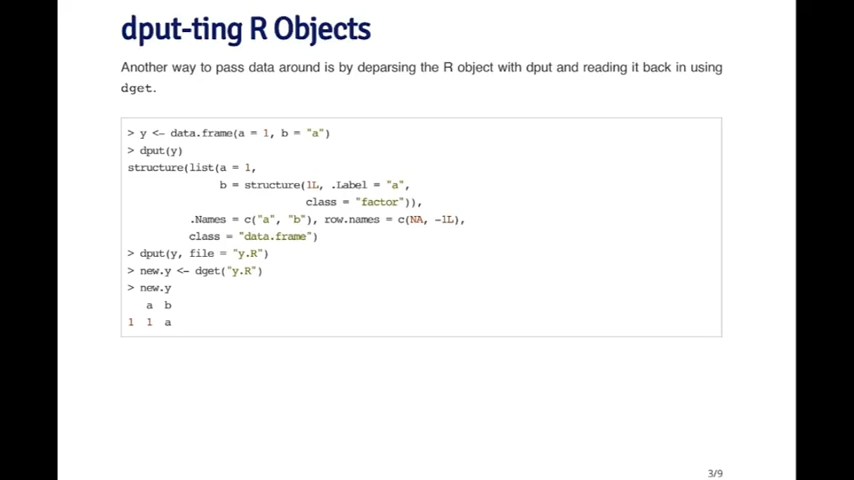 dput-ting R Objects
Another way to pass data around is by deparsing the R object with dput and reading it back in using
dget.
> y <- data.frame(a = 1, b = "a")
> dput(y)
structure(list(a = 1,
               b = structure(1L, .Label = "a",
                             class = "factor")),
          .Names = c("a", "b"), row.names = c(NA, -1L),
          class = "data.frame")
> dput(y, file = "y.R")
> new.y <- dget("y.R")
> new.y
   a  b
1  1  a
3/9